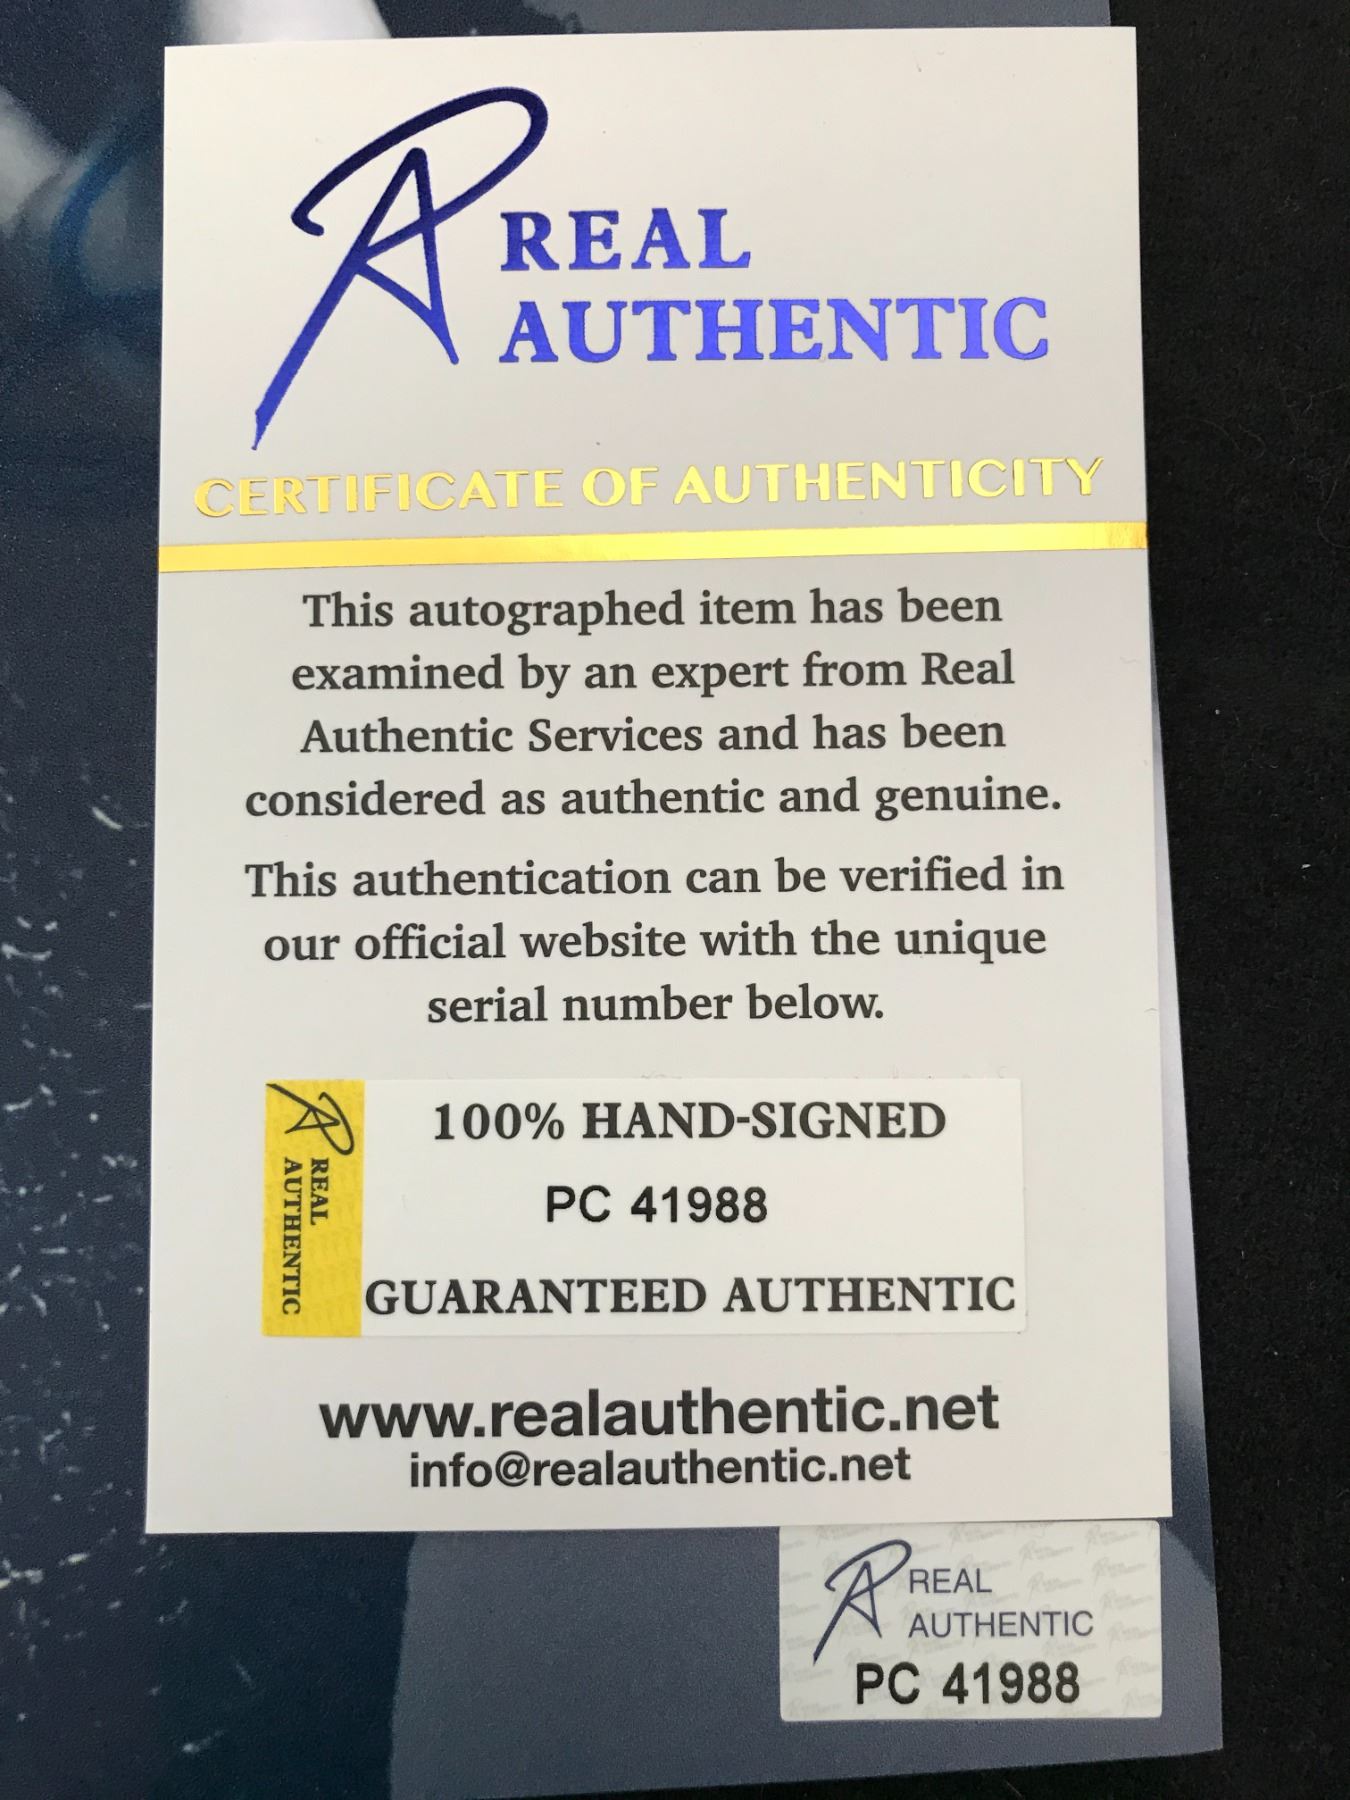 REAL
AUTHENTIC
CERTIFICATE OF AUTHENTICITY
This autographed item has been
examined by an expert from Real
Authentic Services and has been
considered as authentic and genuine.
This authentication can be verified in
our official website with the unique
serial number below.
REAL
AUTHENTIC
100% HAND-SIGNED
PC 41988
GUARANTEED AUTHENTIC
www.realauthentic.net
info@realauthentic.net
REAL
AUTHENTIC
PC 41988